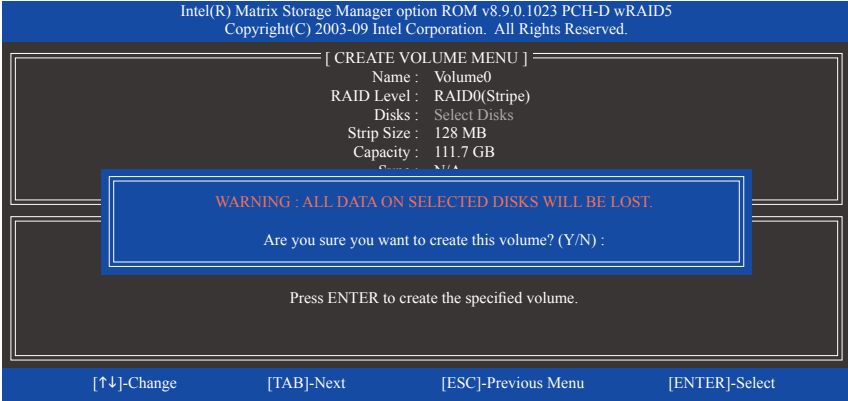 Intel(R) Matrix Storage Manager option ROM v8.9.0.1023 PCH-D wRAID5
Copyright(C) 2003-09 Intel Corporation. All Rights Reserved.
[ CREATE VOLUME MENU ]
Name : Volume0
RAID Level : RAID0(Stripe)
Disks : Select Disks
Strip Size : 128 MB
Capacity : 111.7 GB
Sync : N/A
WARNING : ALL DATA ON SELECTED DISKS WILL BE LOST.
Are you sure you want to create this volume? (Y/N) :
Press ENTER to create the specified volume.
[↑↓]-Change [TAB]-Next [ESC]-Previous Menu [ENTER]-Select